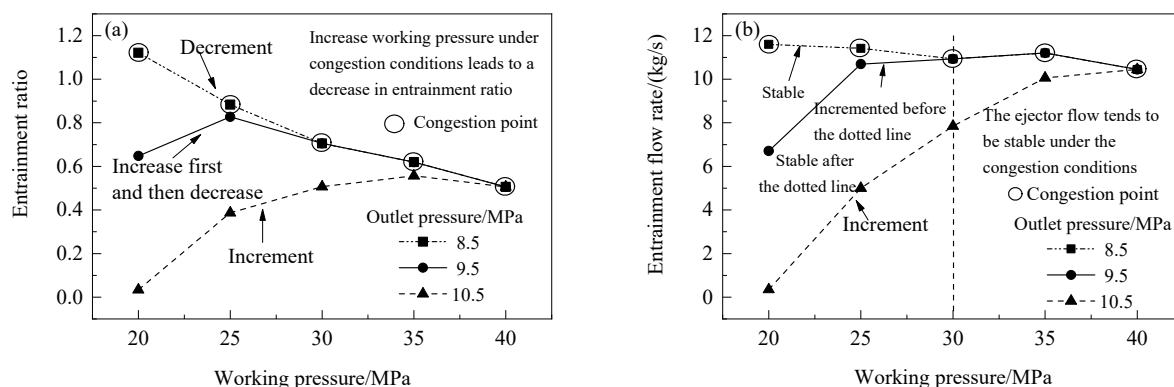 (a)
Decrement
Increase working pressure under
congestion conditions leads to a
decrease in entrainment ratio
Congestion point
Increase first
and then decrease
Increment
Outlet pressure/MPa
8.5
9.5
10.5
1.2
1.0
0.8
0.6
0.4
0.2
0.0
Entrainment ratio
20 25 30 35 40
Working pressure/MPa
(b)
Stable
Incremented before
the dotted line
Stable after
the dotted line
The ejector flow tends to
be stable under the
congestion conditions
Congestion point
Increment
Outlet pressure/MPa
8.5
9.5
10.5
12
10
8
6
4
2
0
Entrainment flow rate/(kg/s)
20 25 30 35 40
Working pressure/MPa